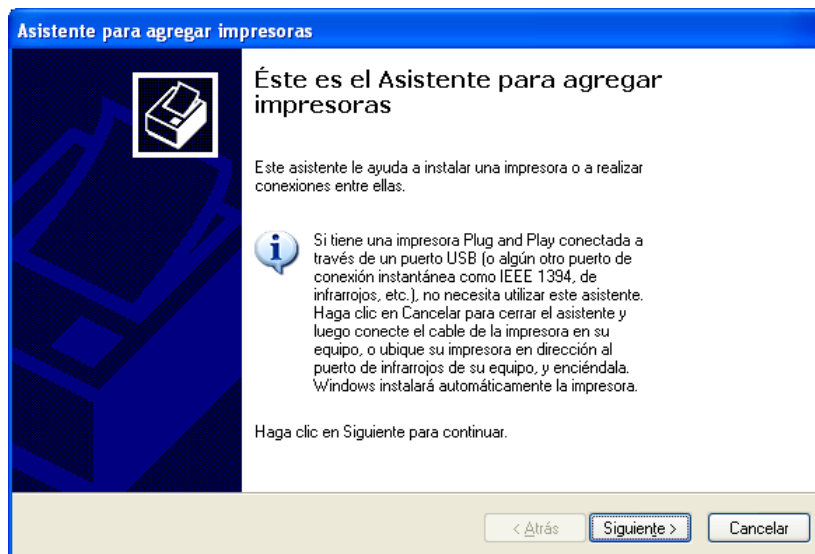 Asistente para agregar impresoras
Éste es el Asistente para agregar
impresoras
Este asistente le ayuda a instalar una impresora o a realizar
conexiones entre ellas.
Si tiene una impresora Plug and Play conectada a
través de un puerto USB (o algún otro puerto de
conexión instantánea como IEEE 1394, de
infrarrojos, etc.), no necesita utilizar este asistente.
Haga clic en Cancelar para cerrar el asistente y
luego conecte el cable de la impresora en su
equipo, o ubique su impresora en dirección al
puerto de infrarrojos de su equipo, y enciéndala.
Windows instalará automáticamente la impresora.
Haga clic en Siguiente para continuar.
< Atrás Siguiente > Cancelar